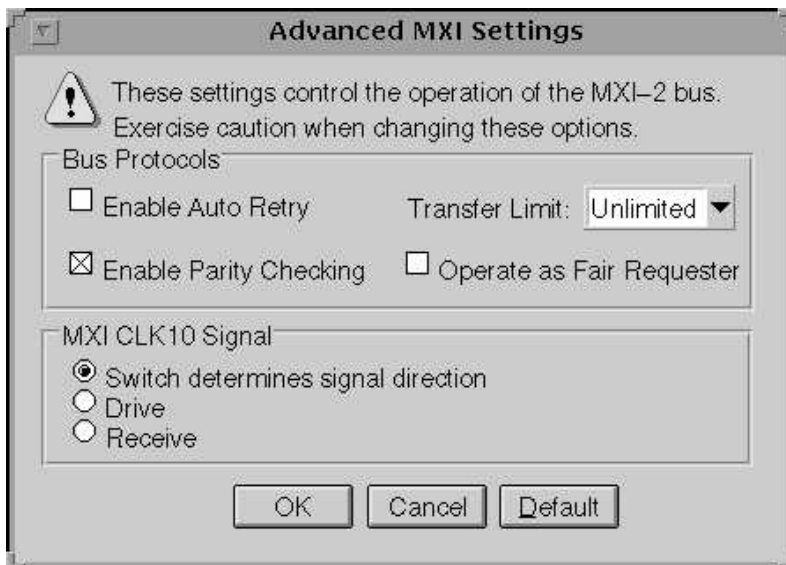 Advanced MXI Settings
These settings control the operation of the MXI–2 bus.
Exercise caution when changing these options.
Bus Protocols
Enable Auto Retry
Transfer Limit: Unlimited
Enable Parity Checking
Operate as Fair Requester
MXI CLK10 Signal
Switch determines signal direction
Drive
Receive
OK
Cancel
Default